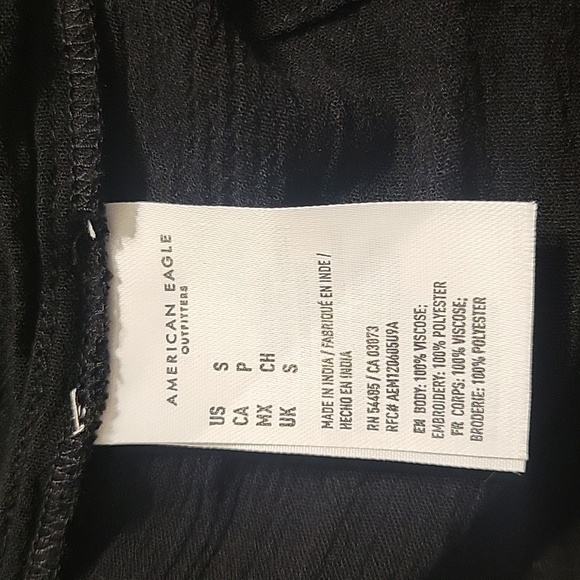 AMERICAN EAGLE
OUTFITTERS
US S
CA P
MX CH
UK S
MADE IN INDIA / FABRIQUÉ EN INDE /
HECHO EN INDIA
RN 54485 / CA 03073
RFC# AEM120605U9A
EN BODY: 100% VISCOSE;
EMBROIDERY: 100% POLYESTER
FR CORPS: 100% VISCOSE;
BRODERIE: 100% POLYESTER